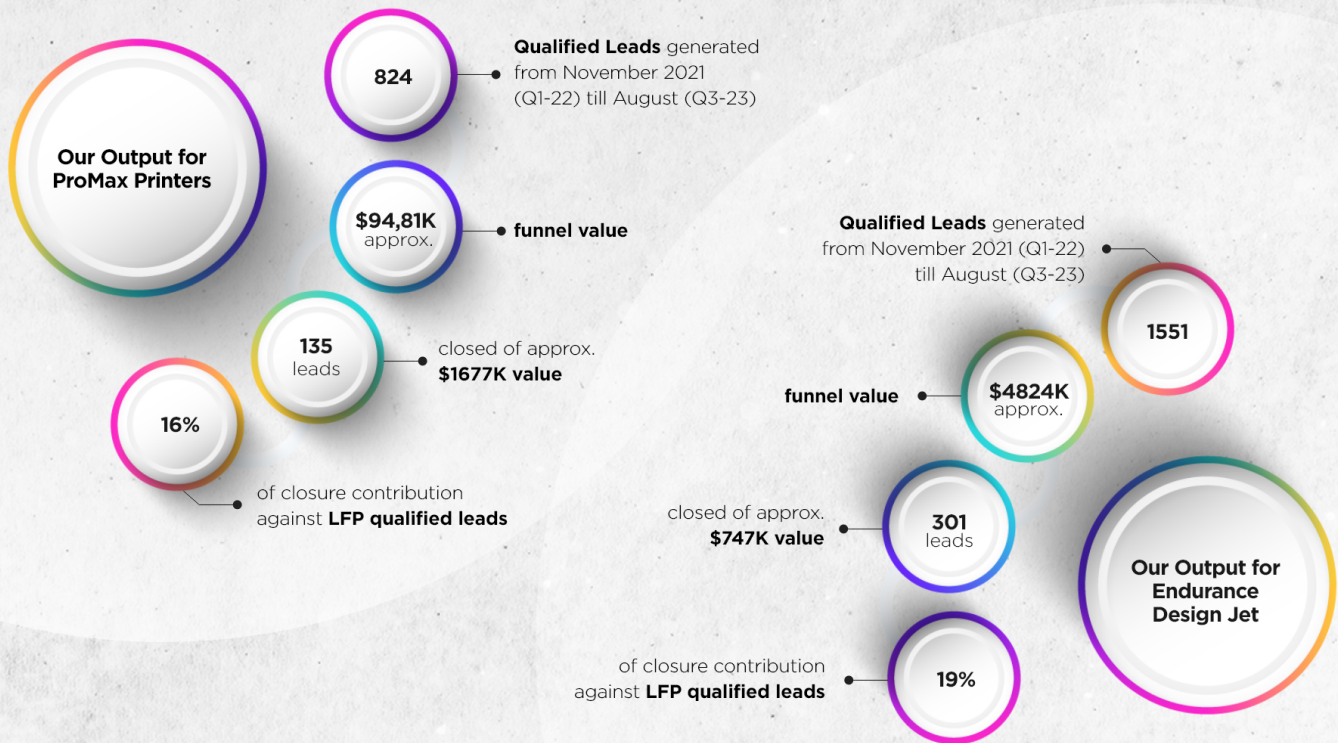 Our Output for
ProMax Printers
824
Qualified Leads generated
from November 2021
(Q1-22) till August (Q3-23)
$94,81K
approx.
funnel value
135
leads
closed of approx.
$1677K value
16%
of closure contribution
against LFP qualified leads
Qualified Leads generated
from November 2021 (Q1-22)
till August (Q3-23)
1551
funnel value
$4824K
approx.
closed of approx.
$747K value
301
leads
Our Output for
Endurance
Design Jet
of closure contribution
against LFP qualified leads
19%